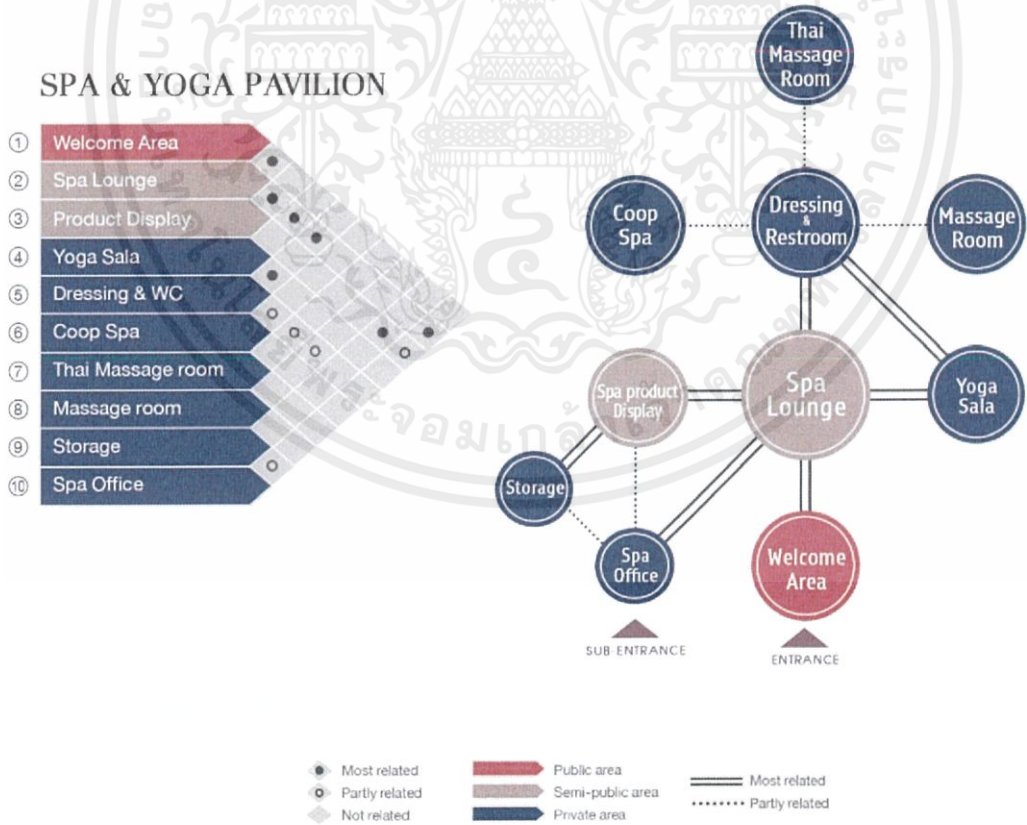 SPA & YOGA PAVILION
① Welcome Area
② Spa Lounge
③ Product Display
④ Yoga Sala
⑤ Dressing & WC
⑥ Coop Spa
⑦ Thai Massage room
⑧ Massage room
⑨ Storage
⑩ Spa Office
Thai
Massage
Room
Coop
Spa
Dressing
&
Restroom
Massage
Room
Spa product
Display
Spa
Lounge
Yoga
Sala
Storage
Spa
Office
Welcome
Area
SUB-ENTRANCE
ENTRANCE
Most related
Partly related
Not related
Public area
Semi-public area
Private area
Most related
Partly related